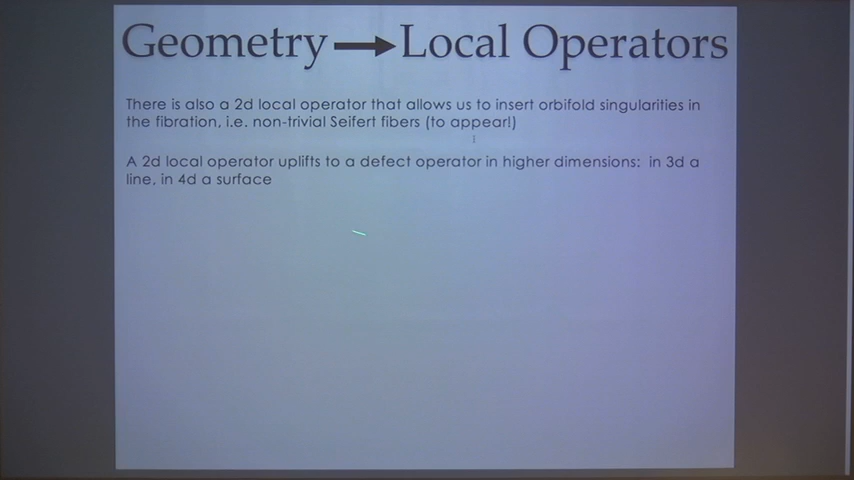 Geometry → Local Operators
There is also a 2d local operator that allows us to insert orbifold singularities in
the fibration, i.e. non-trivial Seifert fibers (to appear!)
A 2d local operator uplifts to a defect operator in higher dimensions: in 3d a
line, in 4d a surface